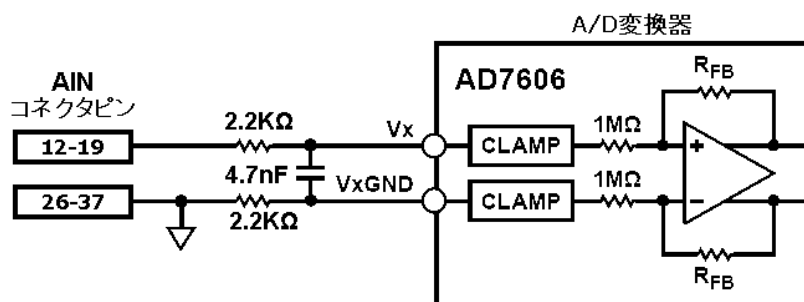 A/D変換器
AD7606
RFB
AIN
コネクタピン
12-19
2.2KΩ
Vx
CLAMP
1MΩ
+
4.7nF
26-37
2.2KΩ
VxGND
CLAMP
1MΩ
−
RFB